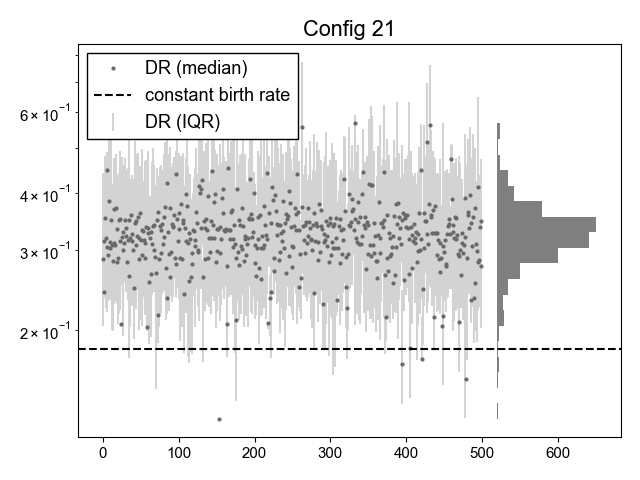 Config 21
DR (median)
constant birth rate
DR (IQR)
6 × 10⁻¹
4 × 10⁻¹
3 × 10⁻¹
2 × 10⁻¹
0 100 200 300 400 500 600